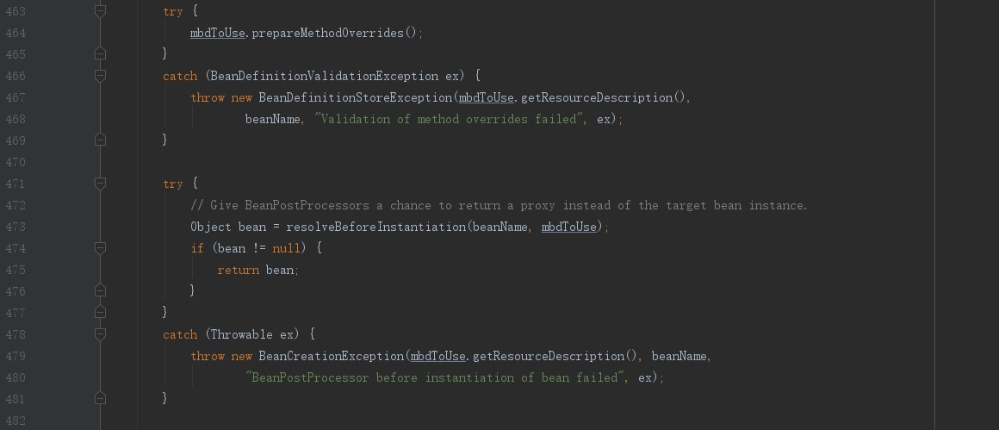 463 try {
464 mbdToUse.prepareMethodOverrides();
465 }
466 catch (BeanDefinitionValidationException ex) {
467 throw new BeanDefinitionStoreException(mbdToUse.getResourceDescription(),
468 beanName, "Validation of method overrides failed", ex);
469 }
470
471 try {
472 // Give BeanPostProcessors a chance to return a proxy instead of the target bean instance.
473 Object bean = resolveBeforeInstantiation(beanName, mbdToUse);
474 if (bean != null) {
475 return bean;
476 }
477 }
478 catch (Throwable ex) {
479 throw new BeanCreationException(mbdToUse.getResourceDescription(), beanName,
480 "BeanPostProcessor before instantiation of bean failed", ex);
481 }
482